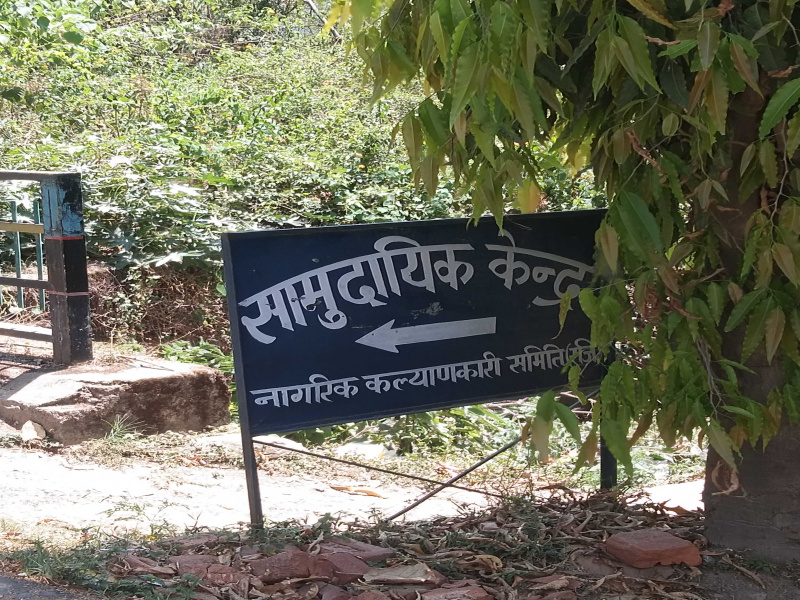 सामुदायिक केन्द्र
नागरिक कल्याणकारी समिति